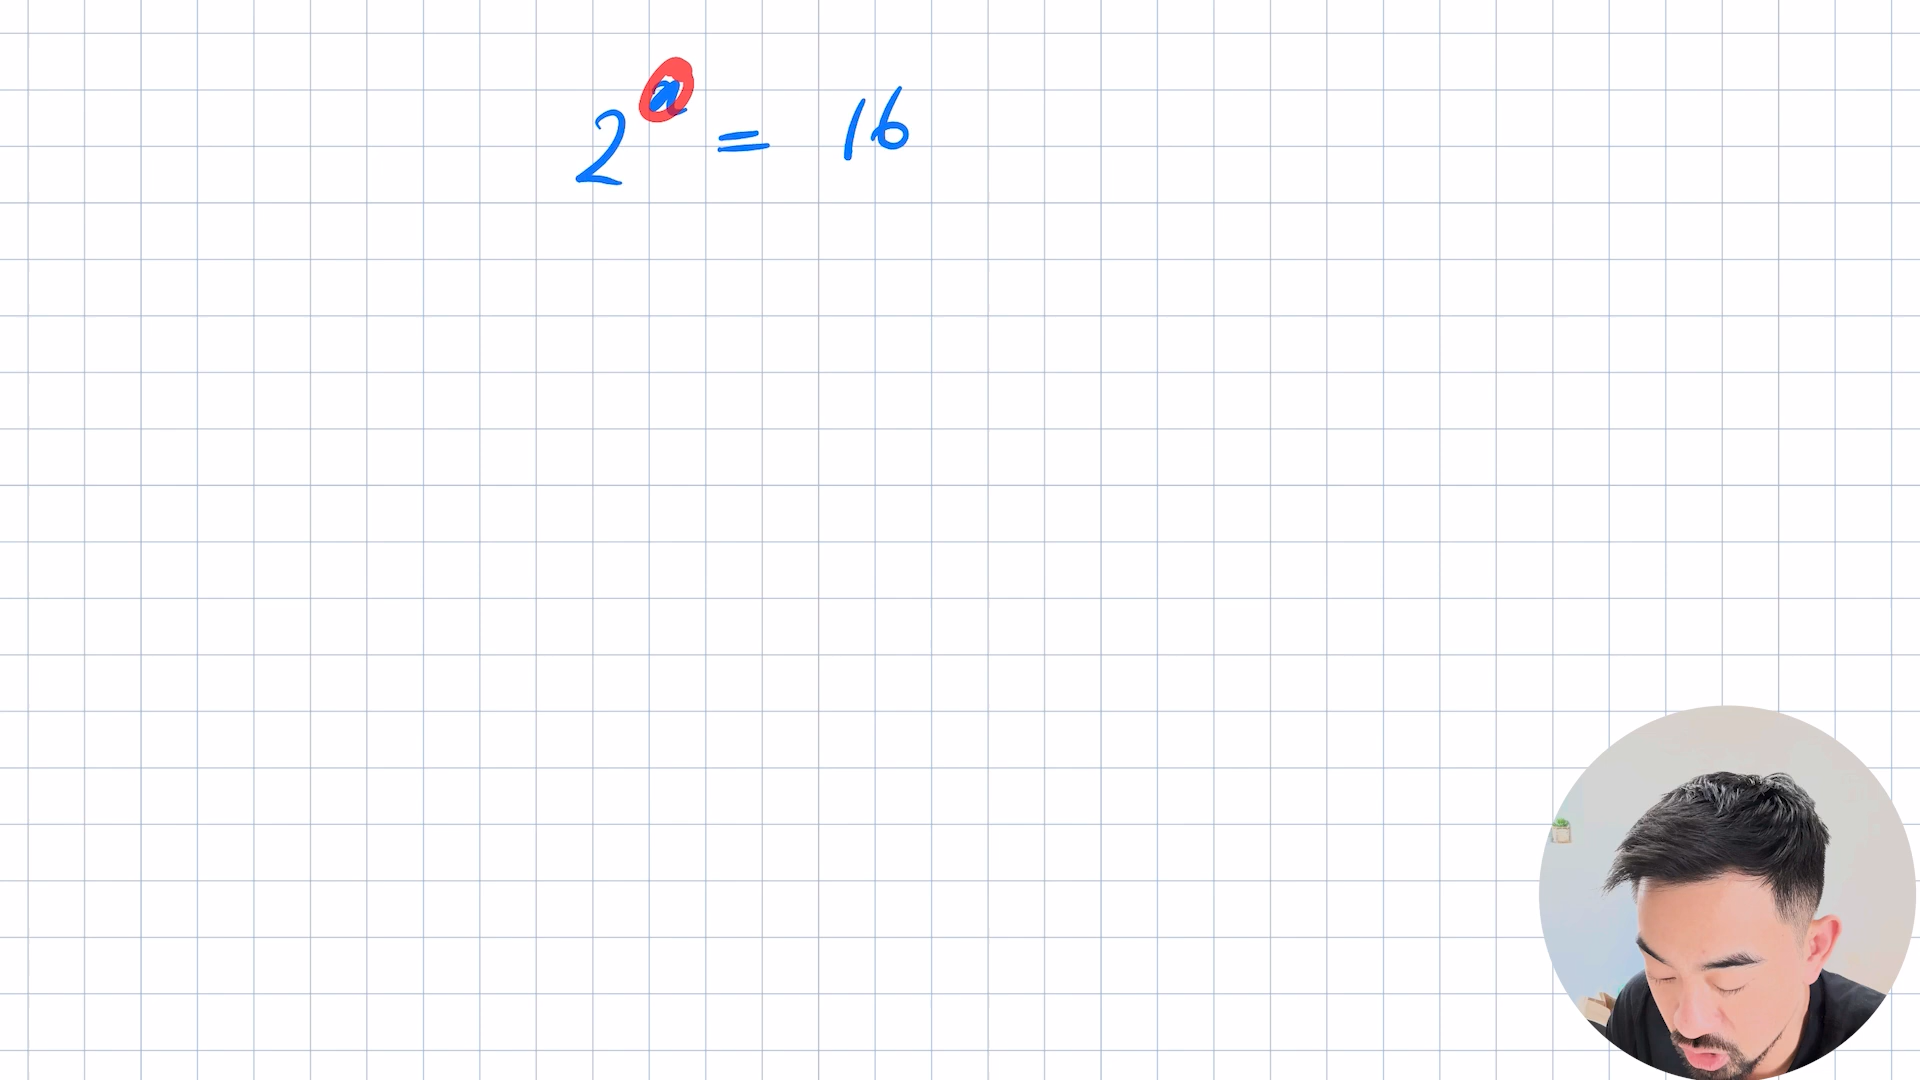 2^x = 16